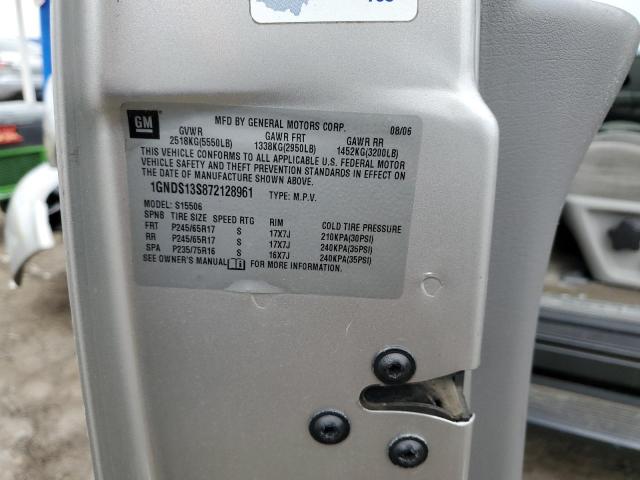 GM
MFD BY GENERAL MOTORS CORP. 08/06
GVWR GAWR FRT GAWR RR
2518KG(5550LB) 1338KG(2950LB) 1452KG(3200LB)
THIS VEHICLE CONFORMS TO ALL APPLICABLE U.S. FEDERAL MOTOR
VEHICLE SAFETY AND THEFT PREVENTION STANDARDS IN EFFECT ON
THE DATE OF MANUFACTURE SHOWN ABOVE.
1GNDS13S872128961 TYPE: M.P.V.
MODEL: S15506
SPNB TIRE SIZE SPEED RTG RIM COLD TIRE PRESSURE
FRT P245/65R17 S 17X7J 210KPA(30PSI)
RR P245/65R17 S 17X7J 240KPA(35PSI)
SPA P235/75R16 S 16X7J 240KPA(35PSI)
SEE OWNER'S MANUAL FOR MORE INFORMATION.